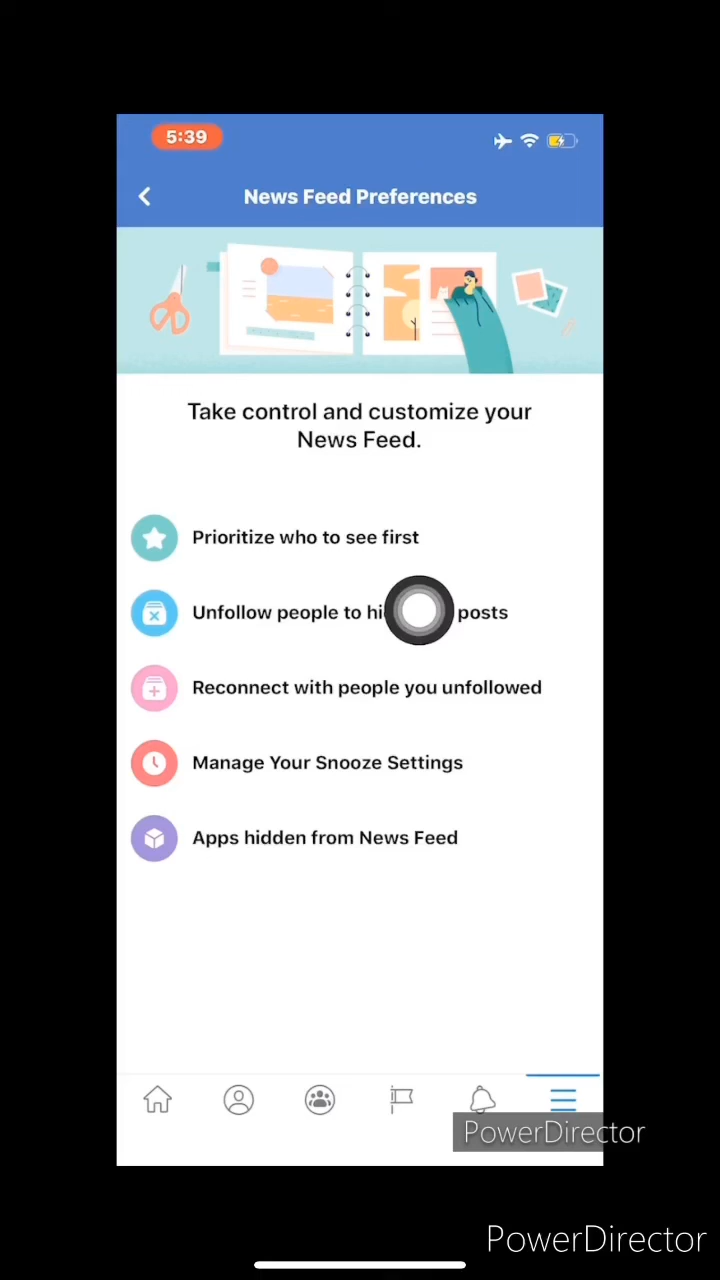 5:39
News Feed Preferences
Take control and customize your
News Feed.
Prioritize who to see first
Unfollow people to hi posts
Reconnect with people you unfollowed
Manage Your Snooze Settings
Apps hidden from News Feed
PowerDirector
PowerDirector